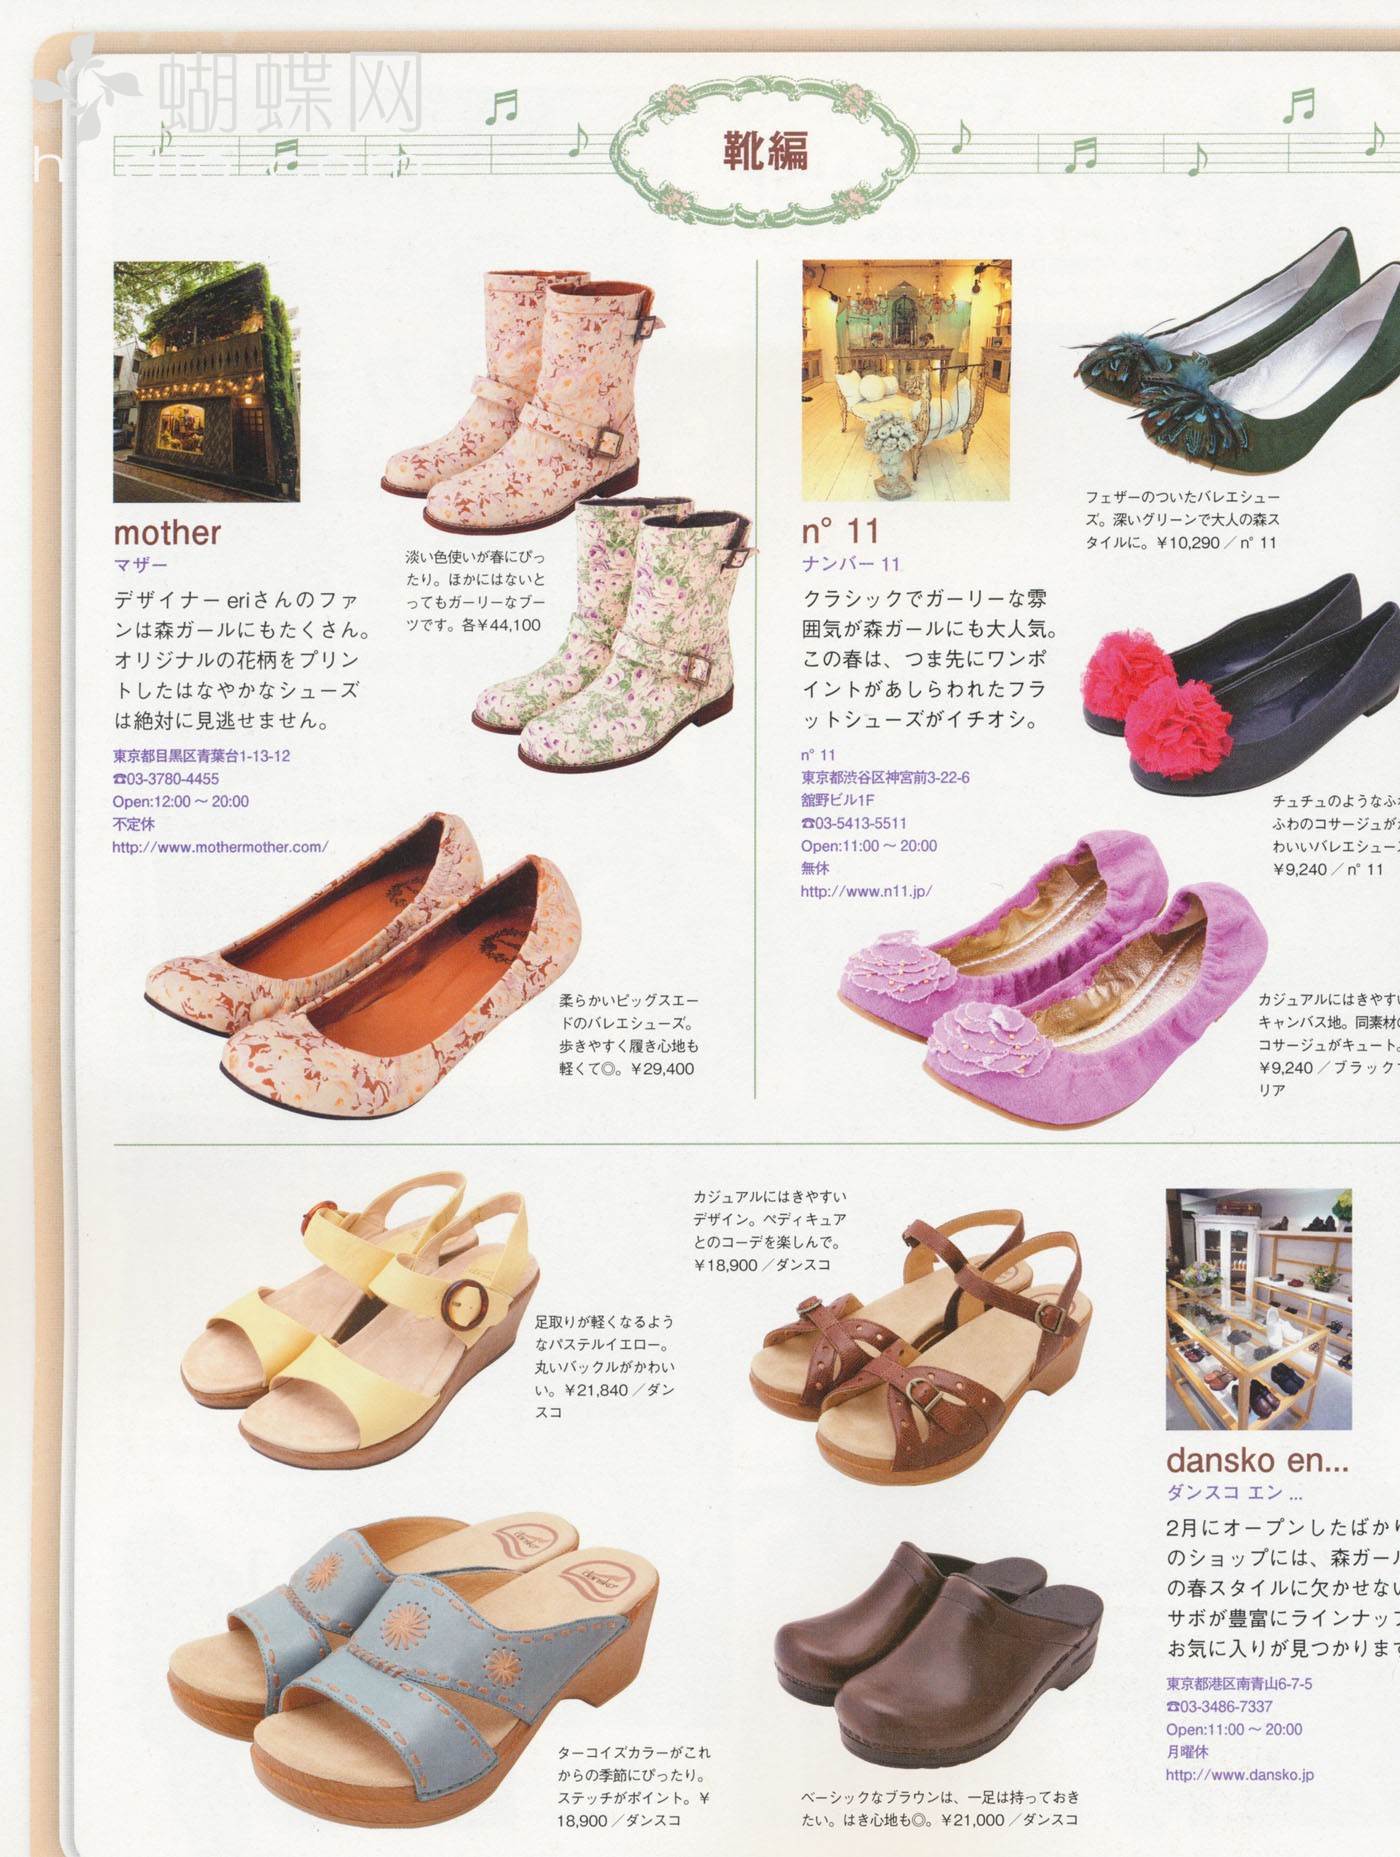 蝴蝶网
靴編
mother
マザー
デザイナー eriさんのファ
ンは森ガールにもたくさん。
オリジナルの花柄をプリン
トしたはなやかなシューズ
は絶対に見逃せません。
東京都目黒区青葉台1-13-12
☎03-3780-4455
Open:12:00 ～ 20:00
不定休
http://www.mothermother.com/
淡い色使いが春にぴっ
たり。ほかにはないと
ってもガーリーなブー
ツです。各￥44,100
柔らかいピッグスエー
ドのバレエシューズ。
歩きやすく履き心地も
軽くて◎。￥29,400
n° 11
ナンバー 11
クラシックでガーリーな雰
囲気が森ガールにも大人気。
この春は、つま先にワンポ
イントがあしらわれたフラ
ットシューズがイチオシ。
n° 11
東京都渋谷区神宮前3-22-6
舘野ビル1F
☎03-5413-5511
Open:11:00 ～ 20:00
無休
http://www.n11.jp/
フェザーのついたバレエシュー
ズ。深いグリーンで大人の森ス
タイルに。￥10,290 ／ n° 11
チュチュのようなふ
ふわのコサージュが
わいいバレエシュー
￥9,240 ／ n° 11
カジュアルにはきやす
キャンバス地。同素材
コサージュがキュート。
￥9,240 ／ブラック
リア
足取りが軽くなるよう
なパステルイエロー。
丸いバックルがかわい
い。￥21,840 ／ダン
スコ
カジュアルにはきやすい
デザイン。ペディキュア
とのコーデを楽しんで。
￥18,900 ／ダンスコ
dansko
dansko
ターコイズカラーがこれ
からの季節にぴったり。
ステッチがポイント。￥
18,900 ／ダンスコ
ベーシックなブラウンは、一足は持っておき
たい。はき心地も◎。￥21,000 ／ダンスコ
dansko en...
ダンスコ エン ...
2月にオープンしたばか
のショップには、森ガー
の春スタイルに欠かせな
サボが豊富にラインナッ
お気に入りが見つかりま
東京都港区南青山6-7-5
☎03-3486-7337
Open:11:00 ～ 20:00
月曜休
http://www.dansko.jp